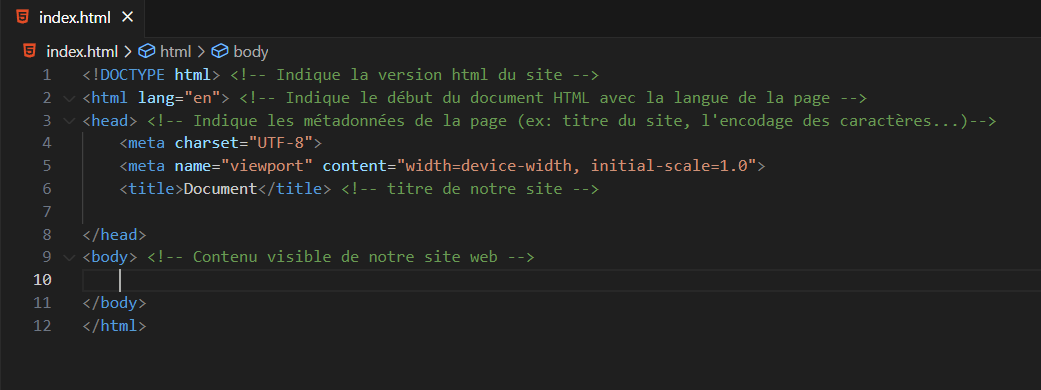 index.html
index.html > html > body
1 <!DOCTYPE html> <!-- Indique la version html du site -->
2 <html lang="en"> <!-- Indique le début du document HTML avec la langue de la page -->
3 <head> <!-- Indique les métadonnées de la page (ex: titre du site, l'encodage des caractères...)-->
4 <meta charset="UTF-8">
5 <meta name="viewport" content="width=device-width, initial-scale=1.0">
6 <title>Document</title> <!-- titre de notre site -->
7
8 </head>
9 <body> <!-- Contenu visible de notre site web -->
10
11 </body>
12 </html>